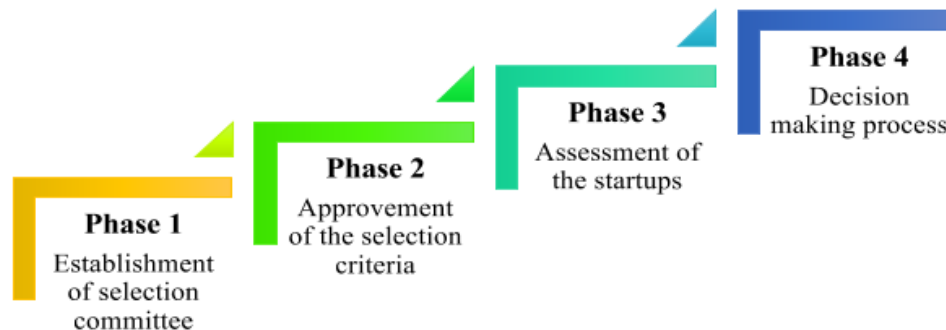 Phase 1
Establishment
of selection
committee
Phase 2
Approvement
of the selection
criteria
Phase 3
Assessment of
the startups
Phase 4
Decision
making process